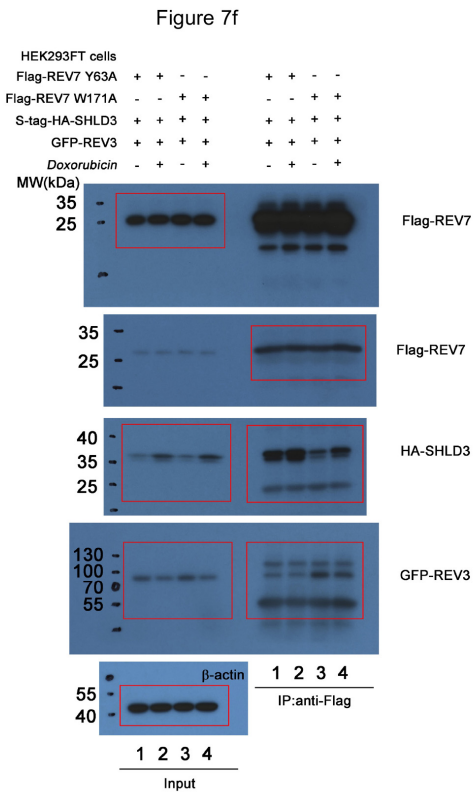 Figure 7f
HEK293FT cells
Flag-REV7 Y63A + + - - + + - -
Flag-REV7 W171A - - + + - - + +
S-tag-HA-SHLD3 + + + + + + + +
GFP-REV3 + + + + + + + +
Doxorubicin - + - + - + - +
MW(kDa)
35
25
Flag-REV7
35
25
Flag-REV7
40
35
25
HA-SHLD3
130
100
70
55
GFP-REV3
β-actin
55
40
1 2 3 4
IP:anti-Flag
1 2 3 4
Input